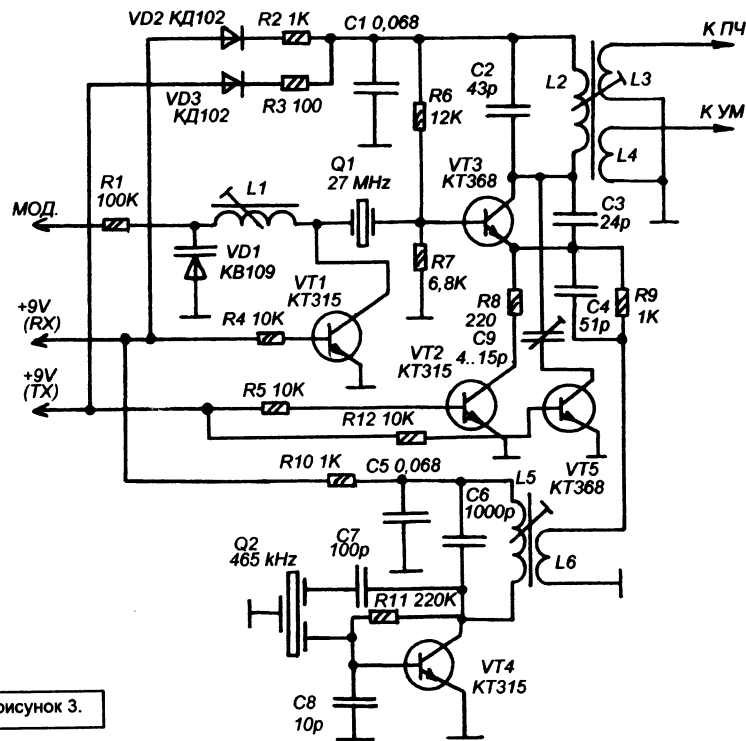 VD2 КД102
R2 1K
C1 0,068
К ПЧ
VD3
КД102
R3 100
C2
43p
L2
L3
R6
12K
К УМ
L4
R1
100K
L1
Q1
27 MHz
VT3
КТ368
C3
24p
МОД.
VD1
КВ109
R7
6,8K
+9V
(RX)
R4 10K
VT1
КТ315
R8
220
C9
4..15p
C4
51p
R9
1K
+9V
(TX)
R5 10K
VT2
КТ315
R12 10K
VT5
КТ368
R10 1K
C5 0,068
C6
1000p
L5
L6
Q2
465 kHz
C7
100p
R11 220K
VT4
КТ315
C8
10p
рисунок 3.